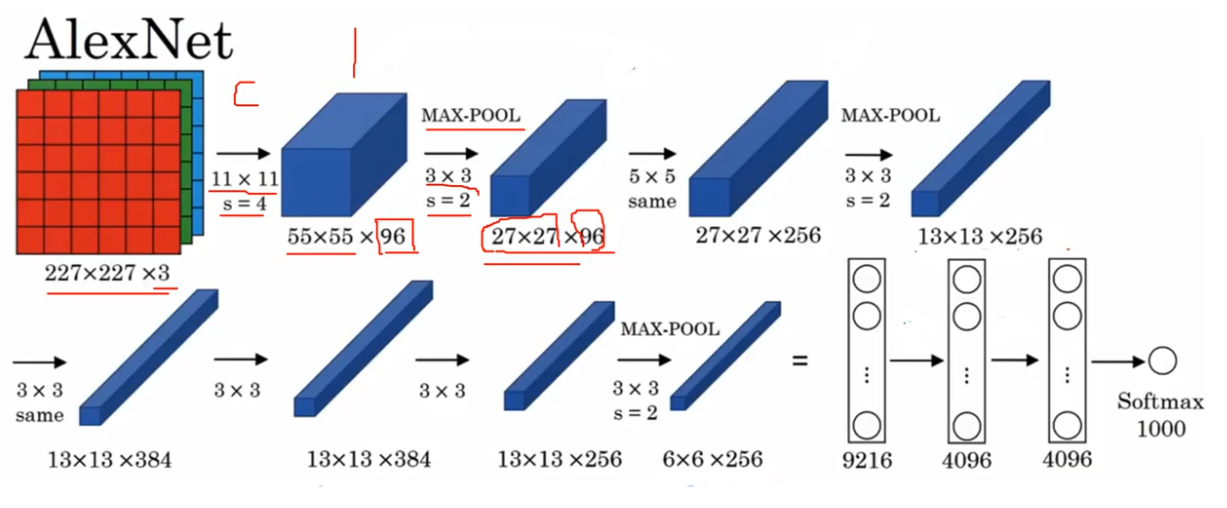 AlexNet
MAX-POOL
MAX-POOL
11 × 11
s = 4
3 × 3
s = 2
5 × 5
same
3 × 3
s = 2
227×227 ×3
55×55 × 96
27×27 ×96
27×27 ×256
13×13 ×256
3 × 3
same
3 × 3
3 × 3
MAX-POOL
3 × 3
s = 2
=
Softmax
1000
13×13 ×384
13×13 ×384
13×13 ×256
6×6 ×256
9216
4096
4096